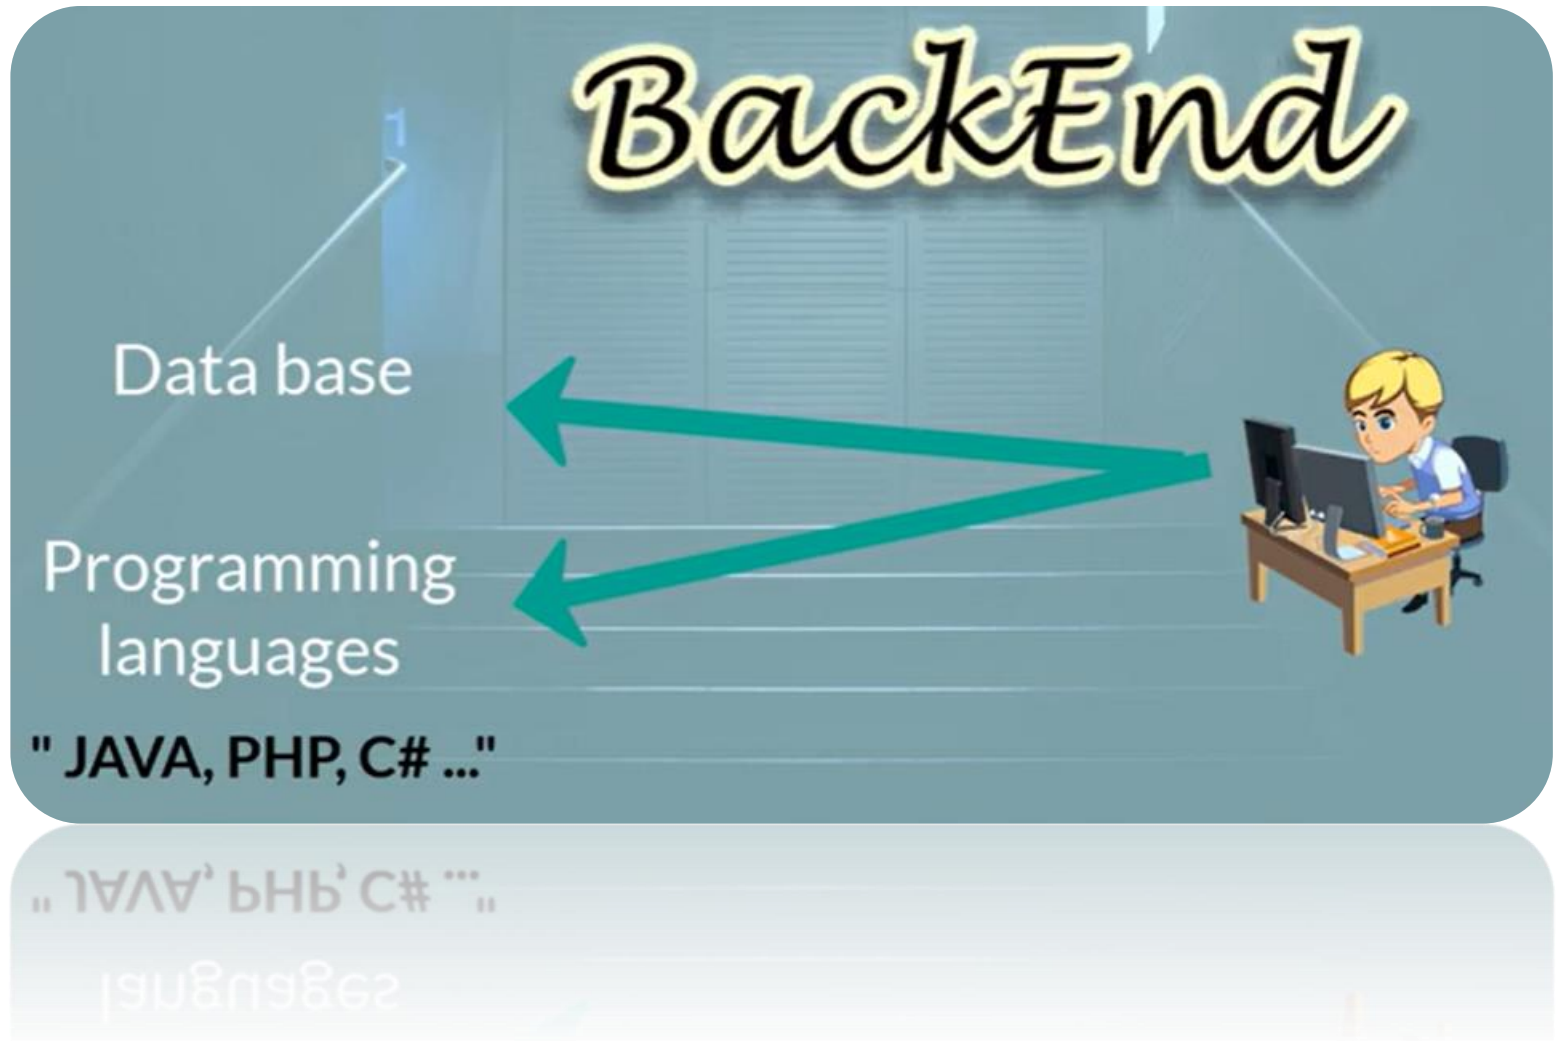 BackEnd
Data base
Programming
languages
" JAVA, PHP, C# ..."